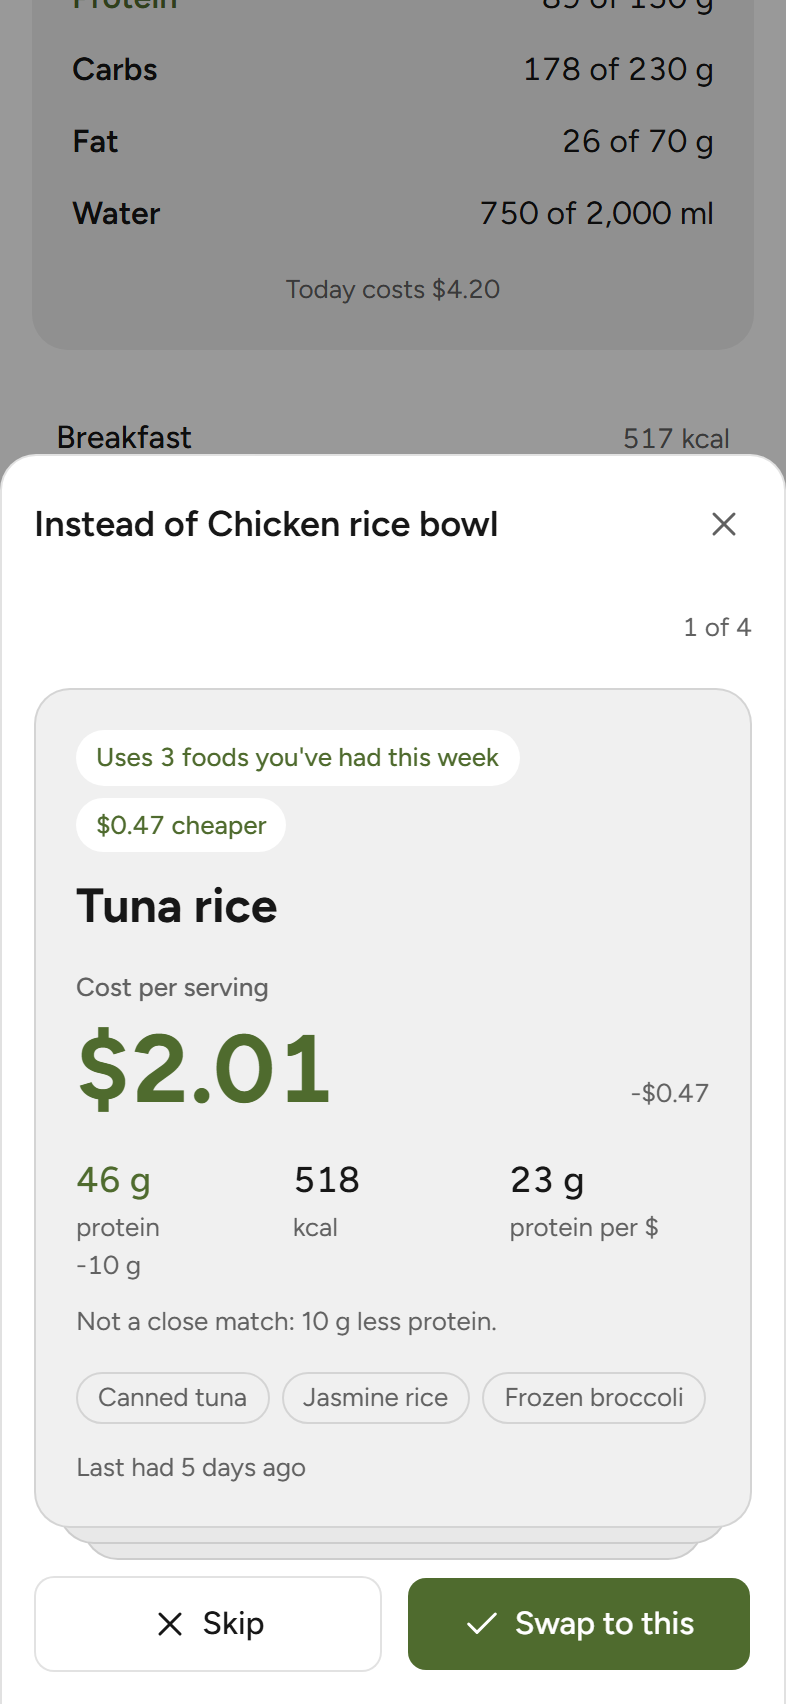 Protein 89 of 150 g
Carbs 178 of 230 g
Fat 26 of 70 g
Water 750 of 2,000 ml
Today costs $4.20
Breakfast 517 kcal
Instead of Chicken rice bowl
1 of 4
Uses 3 foods you've had this week
$0.47 cheaper
Tuna rice
Cost per serving
$2.01 -$0.47
46 g 518 23 g
protein kcal protein per $
-10 g
Not a close match: 10 g less protein.
Canned tuna Jasmine rice Frozen broccoli
Last had 5 days ago
Skip Swap to this